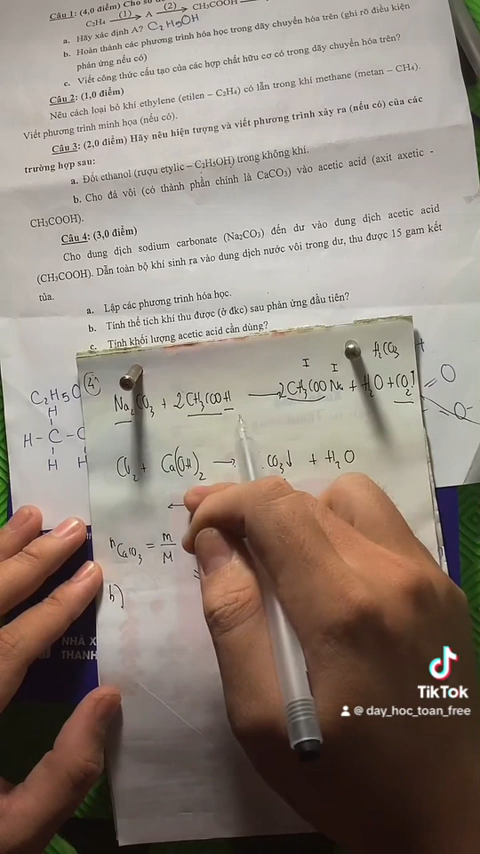 Câu 1: (4,0 điểm) Cho sơ đồ
C₂H₄ (1)→ A (2)→ CH₃COOH
a. Hãy xác định A? C₂H₅OH
b. Hoàn thành các phương trình hóa học trong dãy chuyển hóa trên (ghi rõ điều kiện
phản ứng nếu có)
c. Viết công thức cấu tạo của các hợp chất hữu cơ có trong dãy chuyển hóa trên?
Câu 2: (1,0 điểm)
Nêu cách loại bỏ khí ethylene (etilen – C₂H₄) có lẫn trong khí methane (metan – CH₄).
Viết phương trình minh họa (nếu có).
Câu 3: (2,0 điểm) Hãy nêu hiện tượng và viết phương trình xảy ra (nếu có) của các
trường hợp sau:
a. Đốt ethanol (rượu etylic – C₂H₅OH) trong không khí.
b. Cho đá vôi (có thành phần chính là CaCO₃) vào acetic acid (axit axetic -
CH₃COOH).
Câu 4: (3,0 điểm)
Cho dung dịch sodium carbonate (Na₂CO₃) đến dư vào dung dịch acetic acid
(CH₃COOH). Dẫn toàn bộ khí sinh ra vào dung dịch nước vôi trong dư, thu được 15 gam kết
tủa.
a. Lập các phương trình hóa học.
b. Tính thể tích khí thu được (ở đkc) sau phản ứng đầu tiên?
c. Tính khối lượng acetic acid cần dùng?
H₂CO₃
I I
④ Na₂CO₃ + 2CH₃COOH → 2CH₃COONa + H₂O + CO₂↑
CO₂ + Ca(OH)₂ → CO₃↓ + H₂O
←
nCaCO₃ = m/M
b)
C₂H₅O
H
H – C – C
H H
= O
– O-
NHÀ X
THANH
TikTok
@day_hoc_toan_free